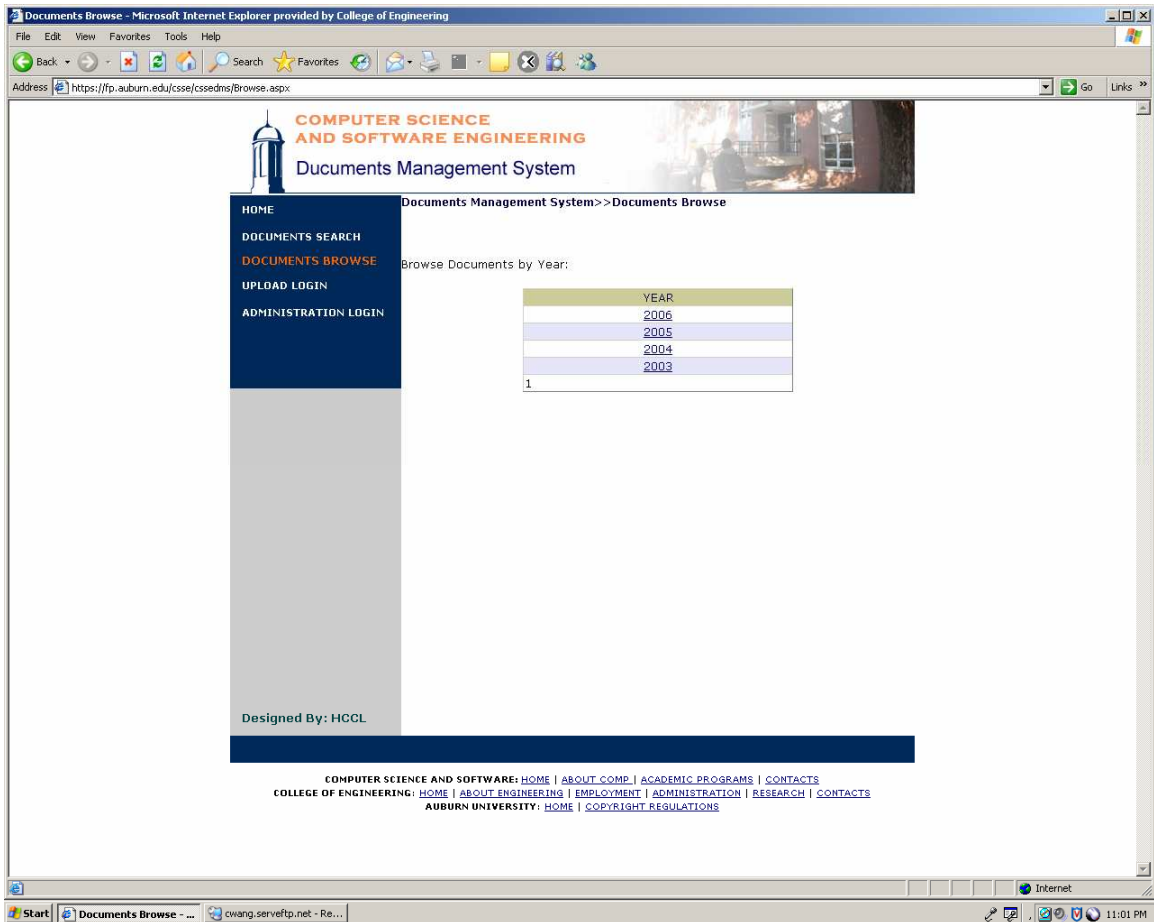 Documents Browse - Microsoft Internet Explorer provided by College of Engineering
File Edit View Favorites Tools Help
Back Search Favorites
Address https://fp.auburn.edu/csse/cssedms/Browse.aspx Go Links »
COMPUTER SCIENCE
AND SOFTWARE ENGINEERING
Ducuments Management System
HOME
DOCUMENTS SEARCH
DOCUMENTS BROWSE
UPLOAD LOGIN
ADMINISTRATION LOGIN
Documents Management System>>Documents Browse
Browse Documents by Year:
YEAR
2006
2005
2004
2003
1
Designed By: HCCL
COMPUTER SCIENCE AND SOFTWARE: HOME | ABOUT COMP | ACADEMIC PROGRAMS | CONTACTS
COLLEGE OF ENGINEERING: HOME | ABOUT ENGINEERING | EMPLOYMENT | ADMINISTRATION | RESEARCH | CONTACTS
AUBURN UNIVERSITY: HOME | COPYRIGHT REGULATIONS
Internet
Start Documents Browse - ... cwang.serveftp.net - Re... 11:01 PM